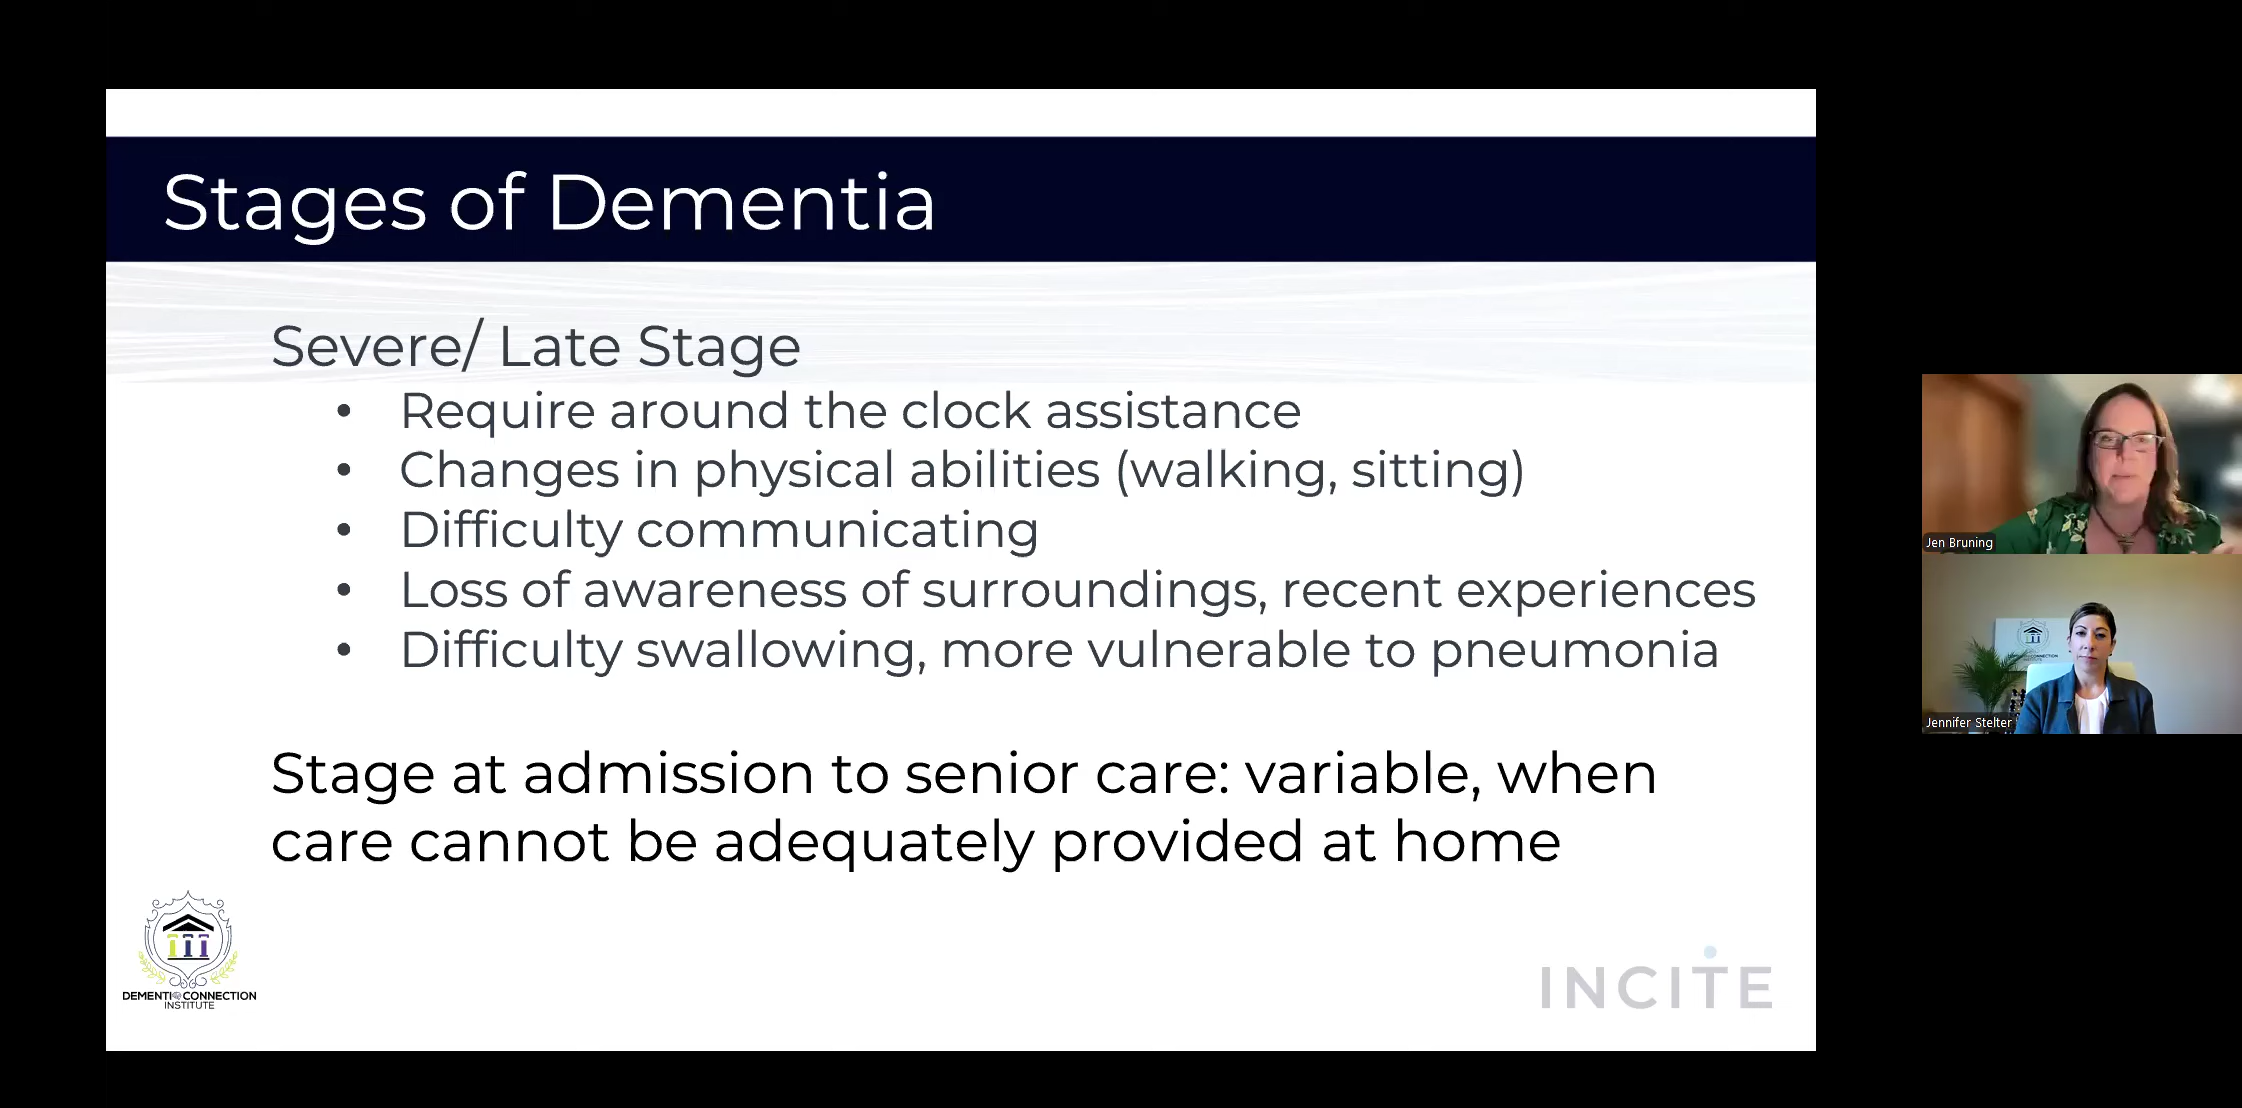 Stages of Dementia
Severe/ Late Stage
• Require around the clock assistance
• Changes in physical abilities (walking, sitting)
• Difficulty communicating
• Loss of awareness of surroundings, recent experiences
• Difficulty swallowing, more vulnerable to pneumonia
Stage at admission to senior care: variable, when
care cannot be adequately provided at home
DEMENTIA CONNECTION
INSTITUTE
INCITE
Jen Bruning
Jennifer Stelter